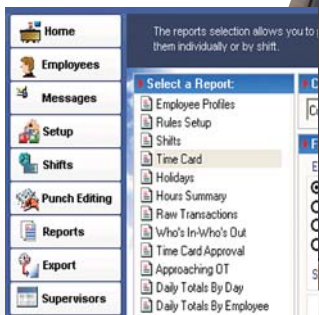 Home
Employees
Messages
Setup
Shifts
Punch Editing
Reports
Export
Supervisors
The reports selection allows you to
them individually or by shift.
Select a Report:
Employee Profiles
Rules Setup
Shifts
Time Card
Holidays
Hours Summary
Raw Transactions
Who's In-Who's Out
Time Card Approval
Approaching OT
Daily Totals By Day
Daily Totals By Employee